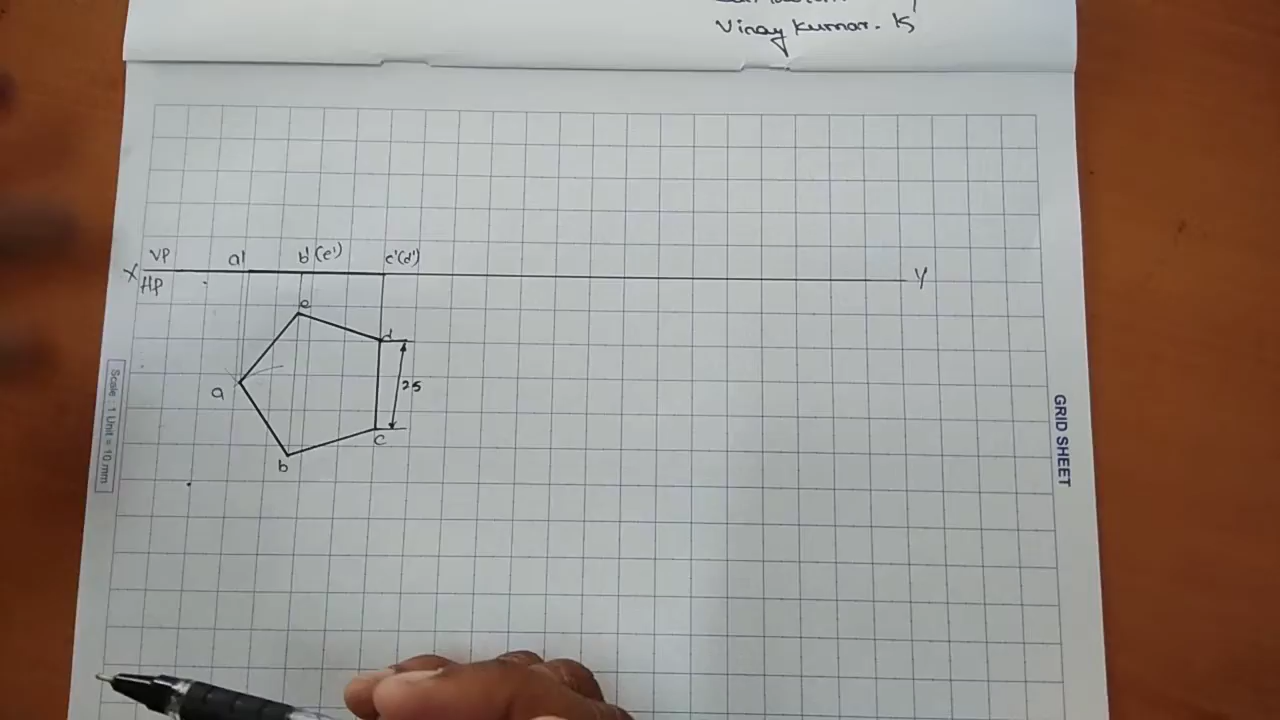 Vinay Kumar. K
VP
a' b'(e') c'(d')
X Y
HP
e
d
a
25
c
b
Scale : 1 Unit = 10 mm
GRID SHEET